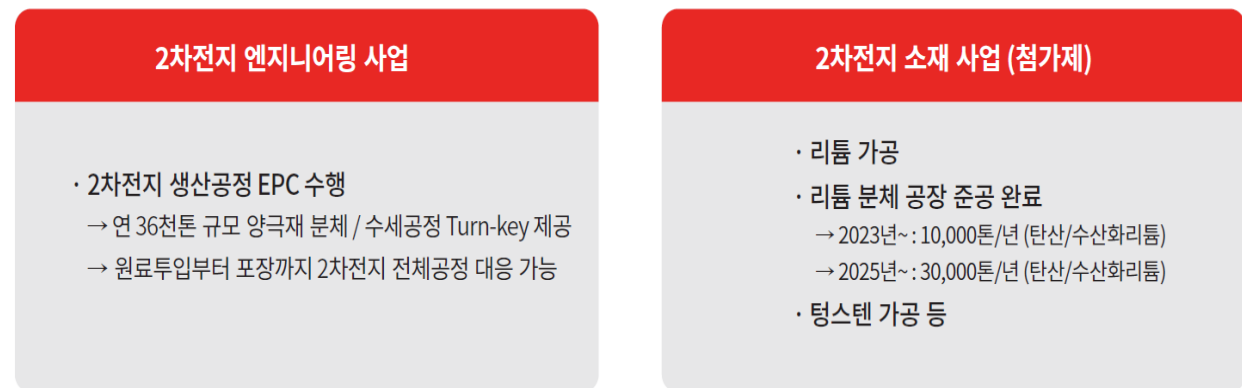 2차전지 엔지니어링 사업
· 2차전지 생산공정 EPC 수행
→ 연 36천톤 규모 양극재 분체 / 수세공정 Turn-key 제공
→ 원료투입부터 포장까지 2차전지 전체공정 대응 가능
2차전지 소재 사업 (첨가제)
· 리튬 가공
· 리튬 분체 공장 준공 완료
→ 2023년~ : 10,000톤/년 (탄산/수산화리튬)
→ 2025년~ : 30,000톤/년 (탄산/수산화리튬)
· 텅스텐 가공 등